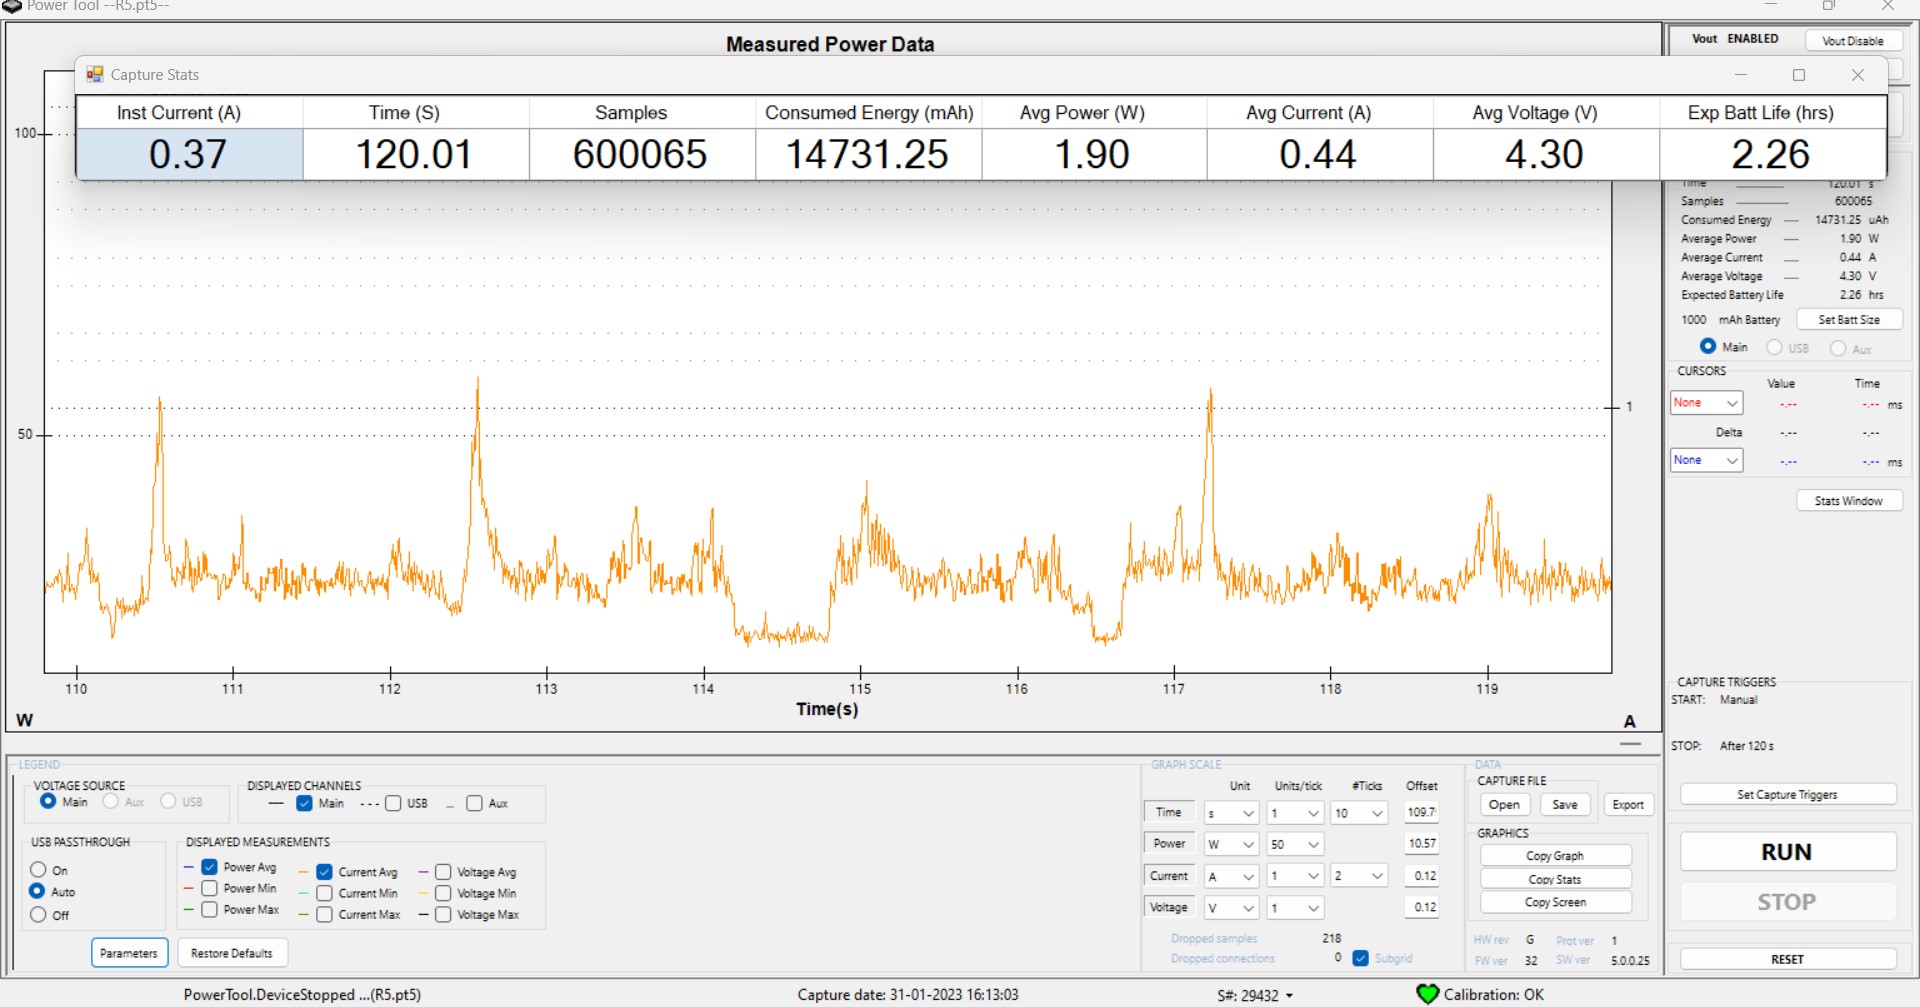 Power Tool --R5.pt5--
Measured Power Data
Vout ENABLED
Vout Disable
Capture Stats
Inst Current (A) Time (S) Samples Consumed Energy (mAh) Avg Power (W) Avg Current (A) Avg Voltage (V) Exp Batt Life (hrs)
0.37 120.01 600065 14731.25 1.90 0.44 4.30 2.26
100
50
1
110 111 112 113 114 115 116 117 118 119
Time(s)
W
A
Time 120.01 s
Samples 600065
Consumed Energy 14731.25 uAh
Average Power 1.90 W
Average Current 0.44 A
Average Voltage 4.30 V
Expected Battery Life 2.26 hrs
1000 mAh Battery Set Batt Size
Main USB Aux
CURSORS
Value Time
None -.-- -.-- ms
Delta -.-- -.--
None -.-- -.-- ms
Stats Window
CAPTURE TRIGGERS
START: Manual
STOP: After 120 s
Set Capture Triggers
RUN
STOP
RESET
LEGEND
VOLTAGE SOURCE
Main Aux USB
DISPLAYED CHANNELS
Main USB Aux
USB PASSTHROUGH
On
Auto
Off
DISPLAYED MEASUREMENTS
Power Avg Current Avg Voltage Avg
Power Min Current Min Voltage Min
Power Max Current Max Voltage Max
Parameters Restore Defaults
GRAPH SCALE
Unit Units/tick #Ticks Offset
Time s 1 10 109.7
Power W 50 10.57
Current A 1 2 0.12
Voltage V 1 0.12
Dropped samples 218
Dropped connections 0 Subgrid
DATA
CAPTURE FILE
Open Save Export
GRAPHICS
Copy Graph
Copy Stats
Copy Screen
HW rev G Prot ver 1
FW ver 32 SW ver 5.0.0.25
PowerTool.DeviceStopped ...(R5.pt5) Capture date: 31-01-2023 16:13:03 S#: 29432 Calibration: OK